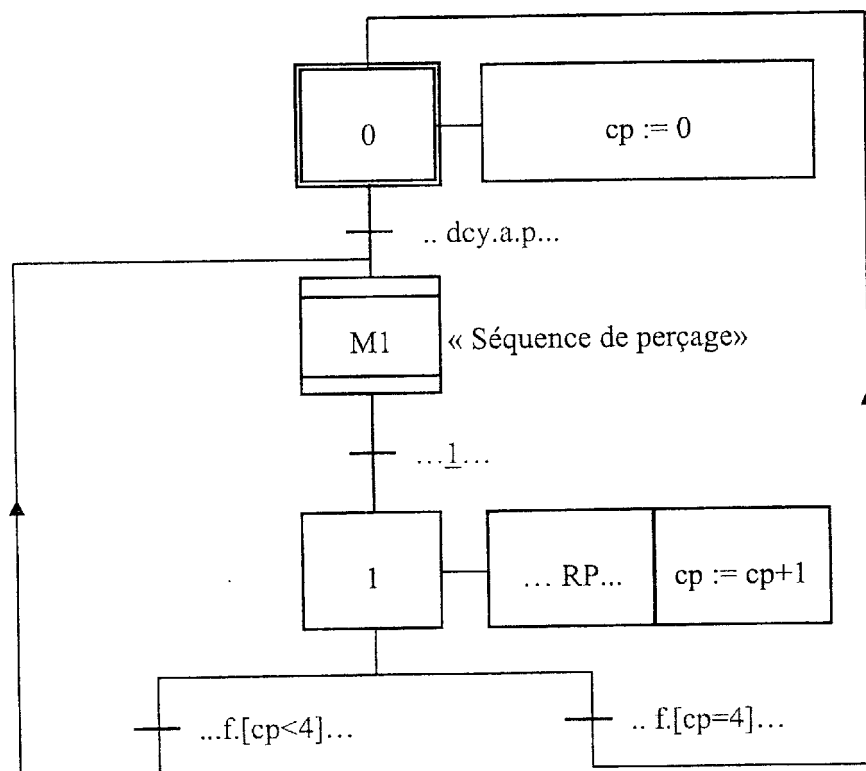 0
cp := 0
.. dcy.a.p...
M1
« Séquence de perçage»
...1...
1
... RP...
cp := cp+1
...f.[cp<4]...
.. f.[cp=4]...